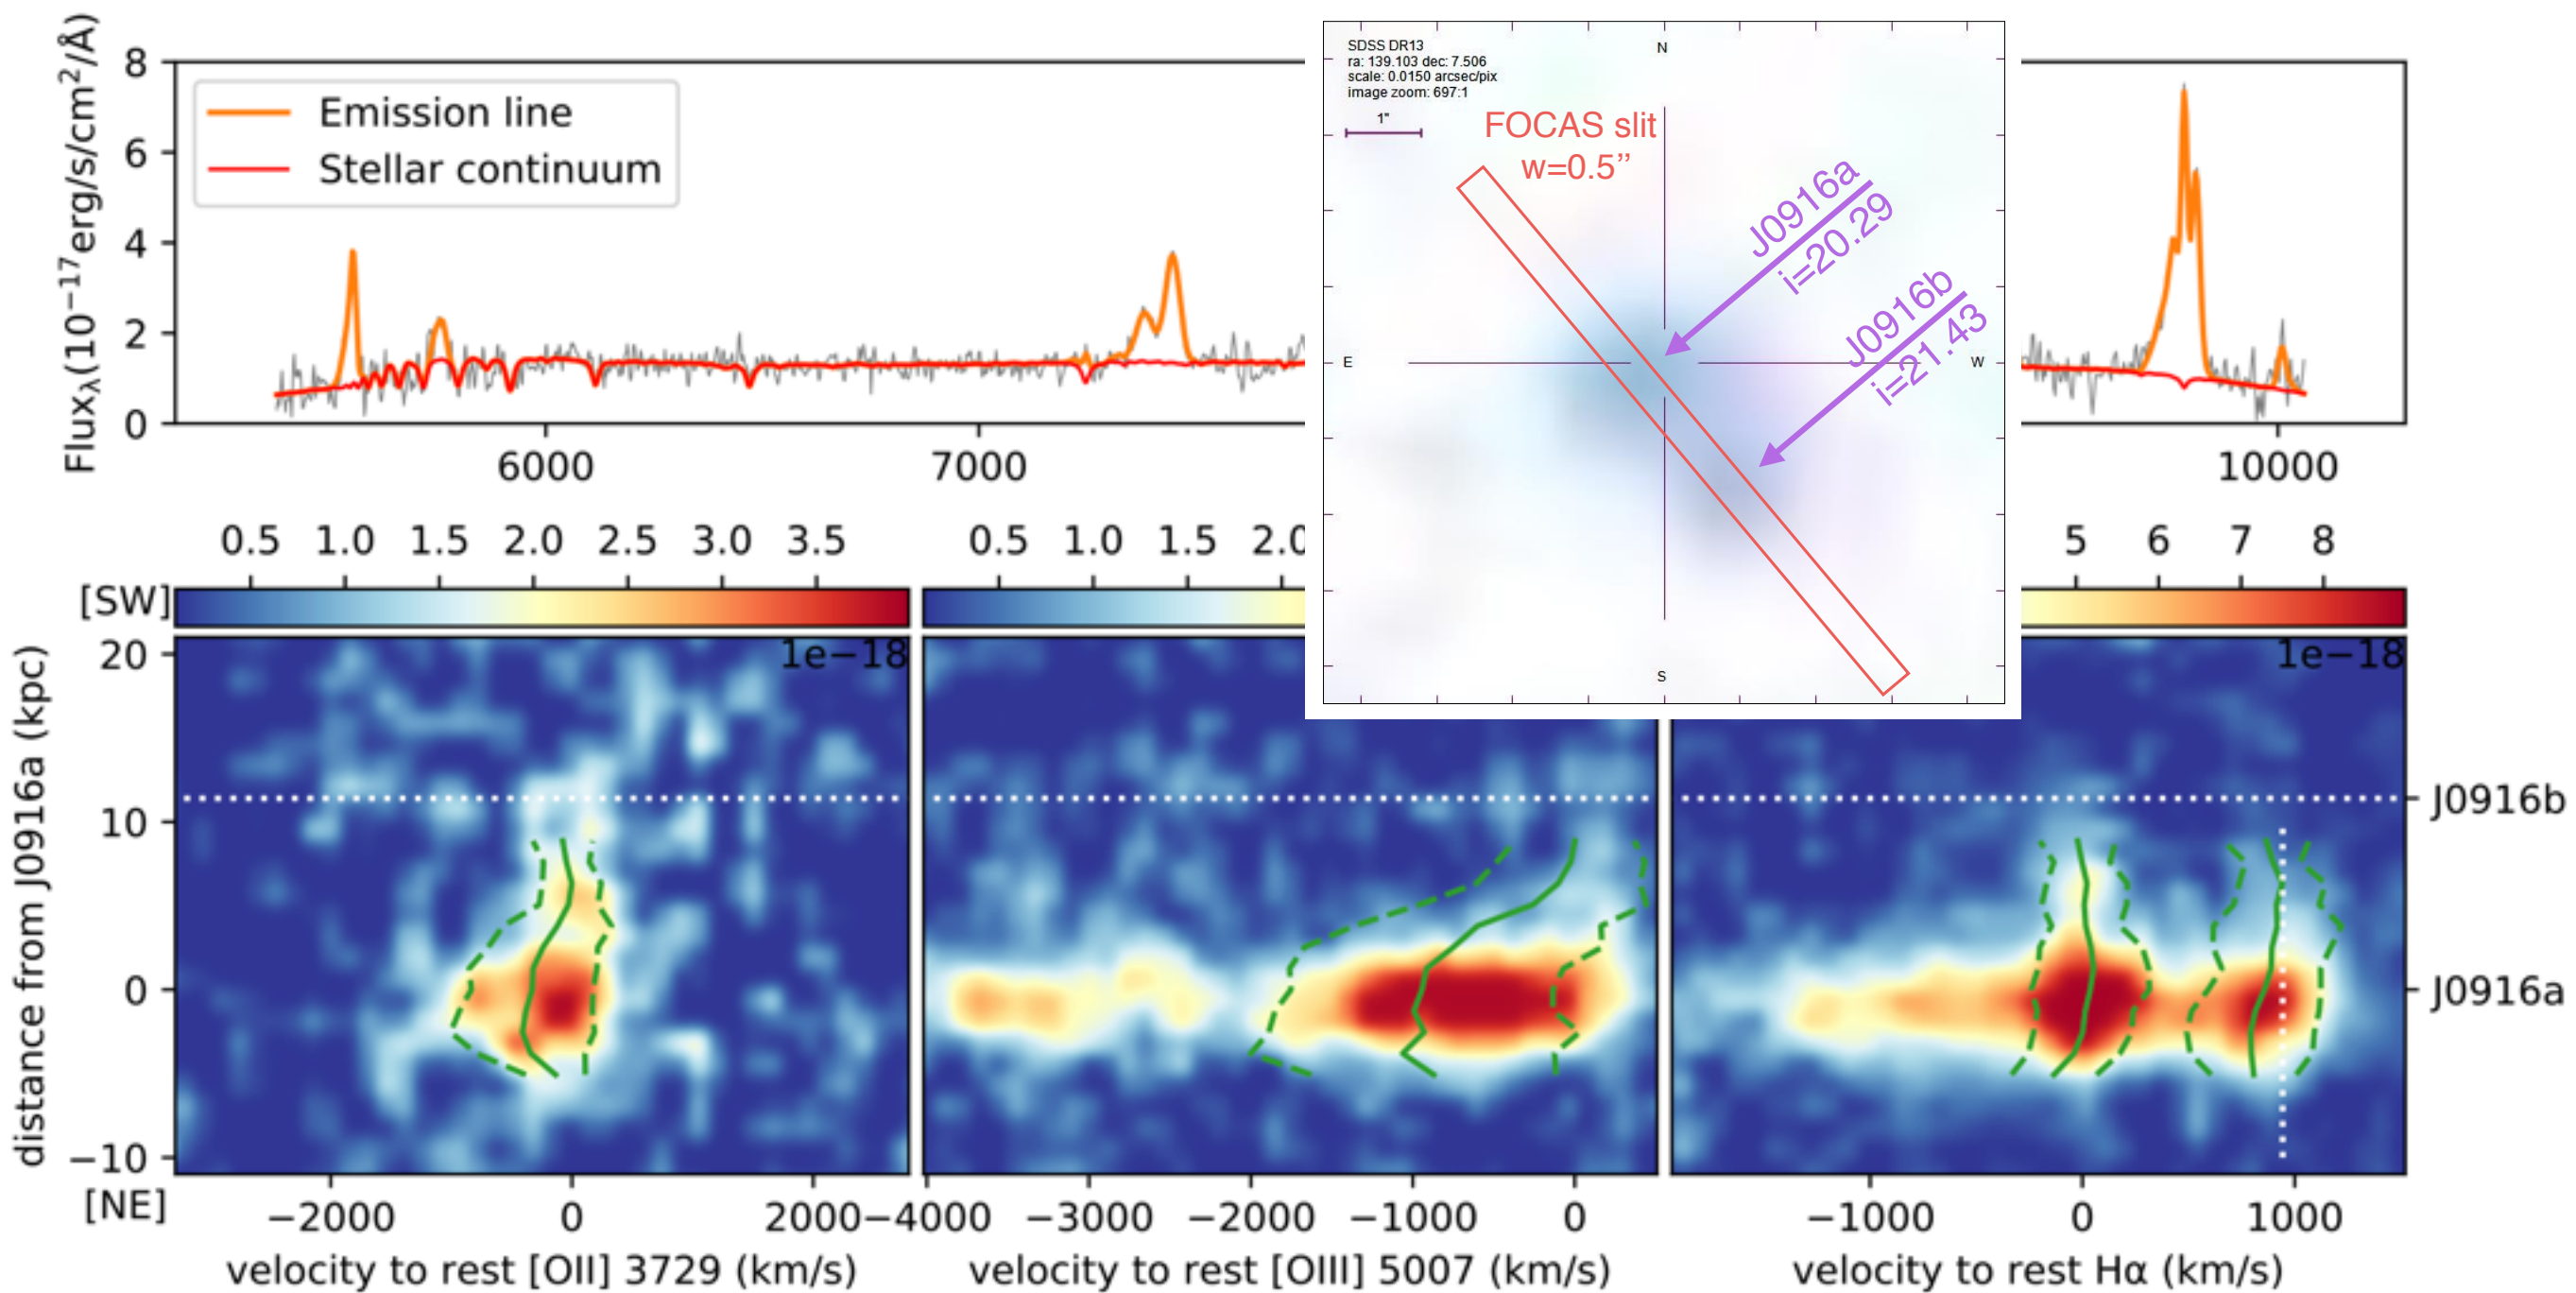 Flux_λ(10^−17 erg/s/cm^2/Å)
8
6
4
2
0
Emission line
Stellar continuum
6000
7000
10000
SDSS DR13
ra: 139.103 dec: 7.506
scale: 0.0150 arcsec/pix
image zoom: 697:1
1"
N
E
W
S
FOCAS slit
w=0.5”
J0916a
i=20.29
J0916b
i=21.43
0.5 1.0 1.5 2.0 2.5 3.0 3.5
0.5 1.0 1.5 2.0
5 6 7 8
[SW]
1e−18
1e−18
distance from J0916a (kpc)
20
10
0
−10
[NE]
J0916b
J0916a
−2000 0 2000
−4000 −3000 −2000 −1000 0
−1000 0 1000
velocity to rest [OII] 3729 (km/s)
velocity to rest [OIII] 5007 (km/s)
velocity to rest Hα (km/s)